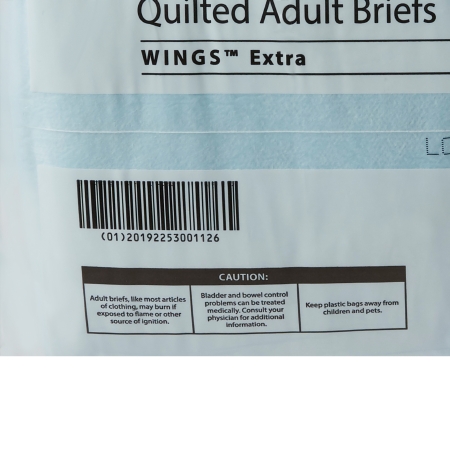 Quilted Adult Briefs
WINGS™ Extra
LO
(01)20192253001126
CAUTION:
Adult briefs, like most articles
of clothing, may burn if
exposed to flame or other
source of ignition.
Bladder and bowel control
problems can be treated
medically. Consult your
physician for additional
information.
Keep plastic bags away from
children and pets.